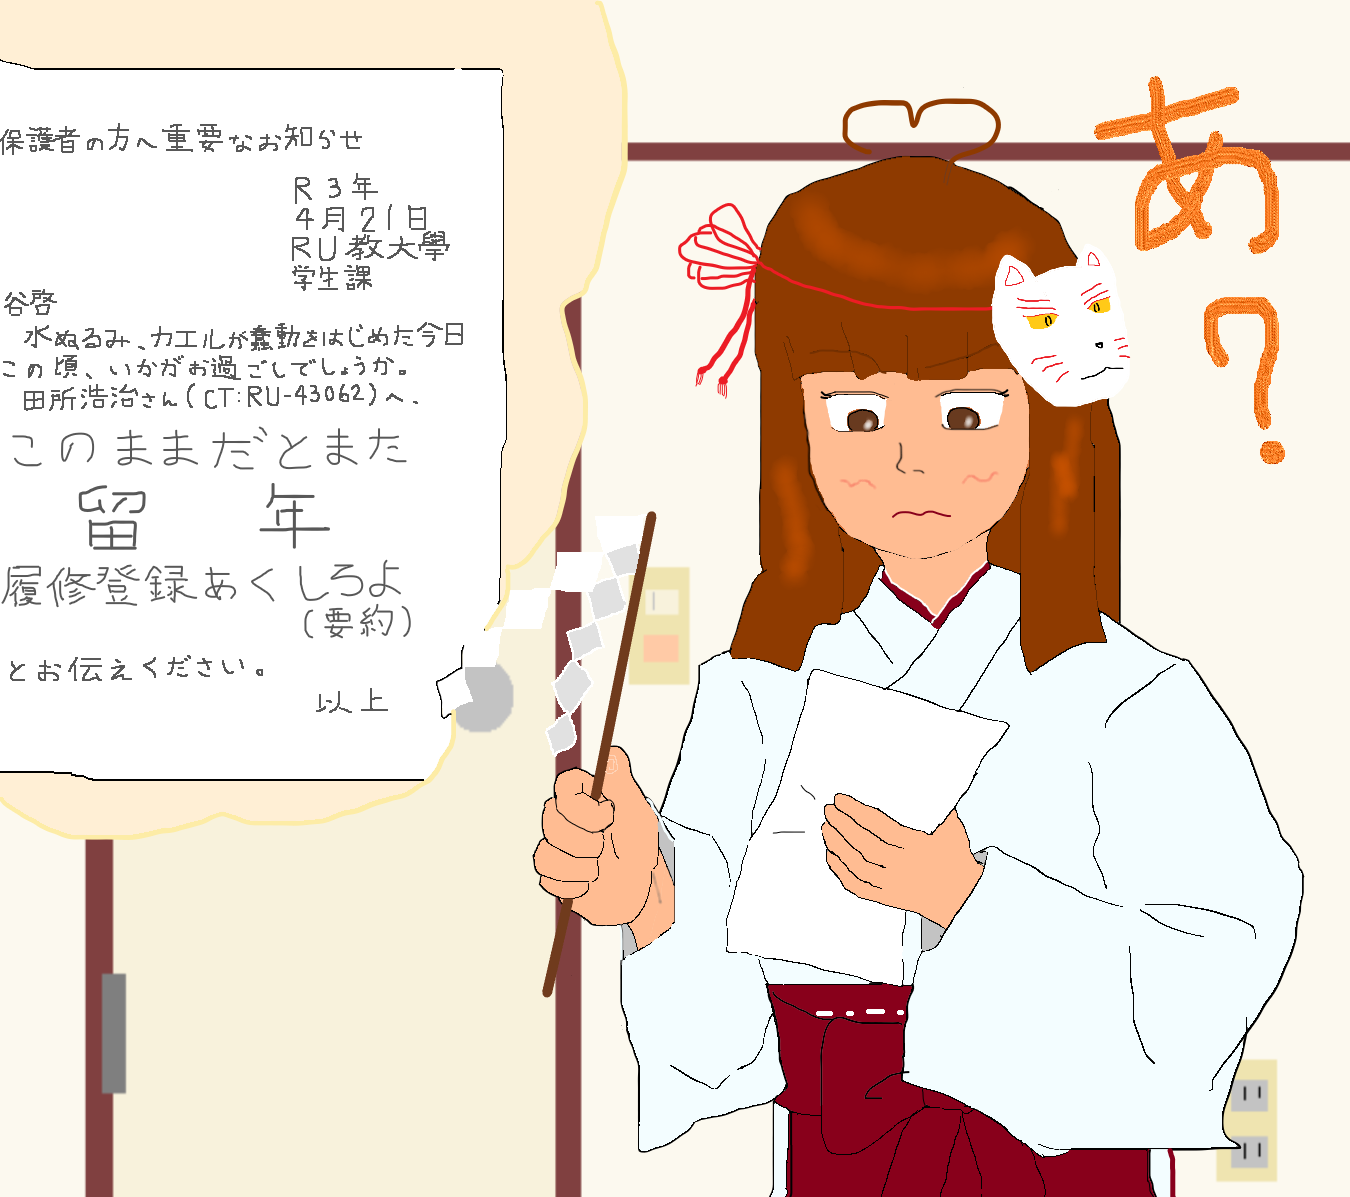 保護者の方へ重要なお知らせ
R3年
4月21日
RU教大學
学生課
谷啓
水ぬるみ、カエルが蠢動をはじめた今日
この頃、いかがお過ごしでしょうか。
田所浩治さん(CT:RU-43062)へ、
このままだとまた
留 年
履修登録あくしろよ
(要約)
とお伝えください。
以上
あ
?